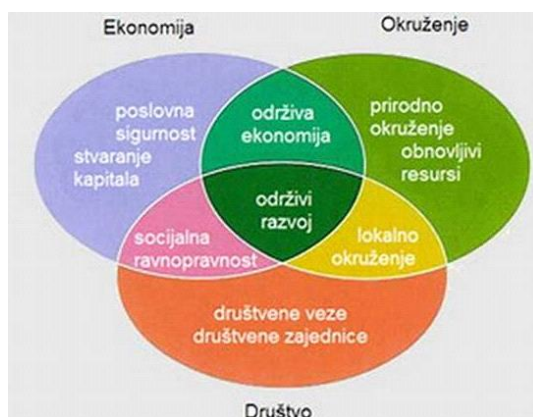 Ekonomija
Okruženje
poslovna
sigurnost
stvaranje
kapitala
održiva
ekonomija
prirodno
okruženje
obnovljivi
resursi
održivi
razvoj
socijalna
ravnopravnost
lokalno
okruženje
društvene veze
društvene zajednice
Društvo